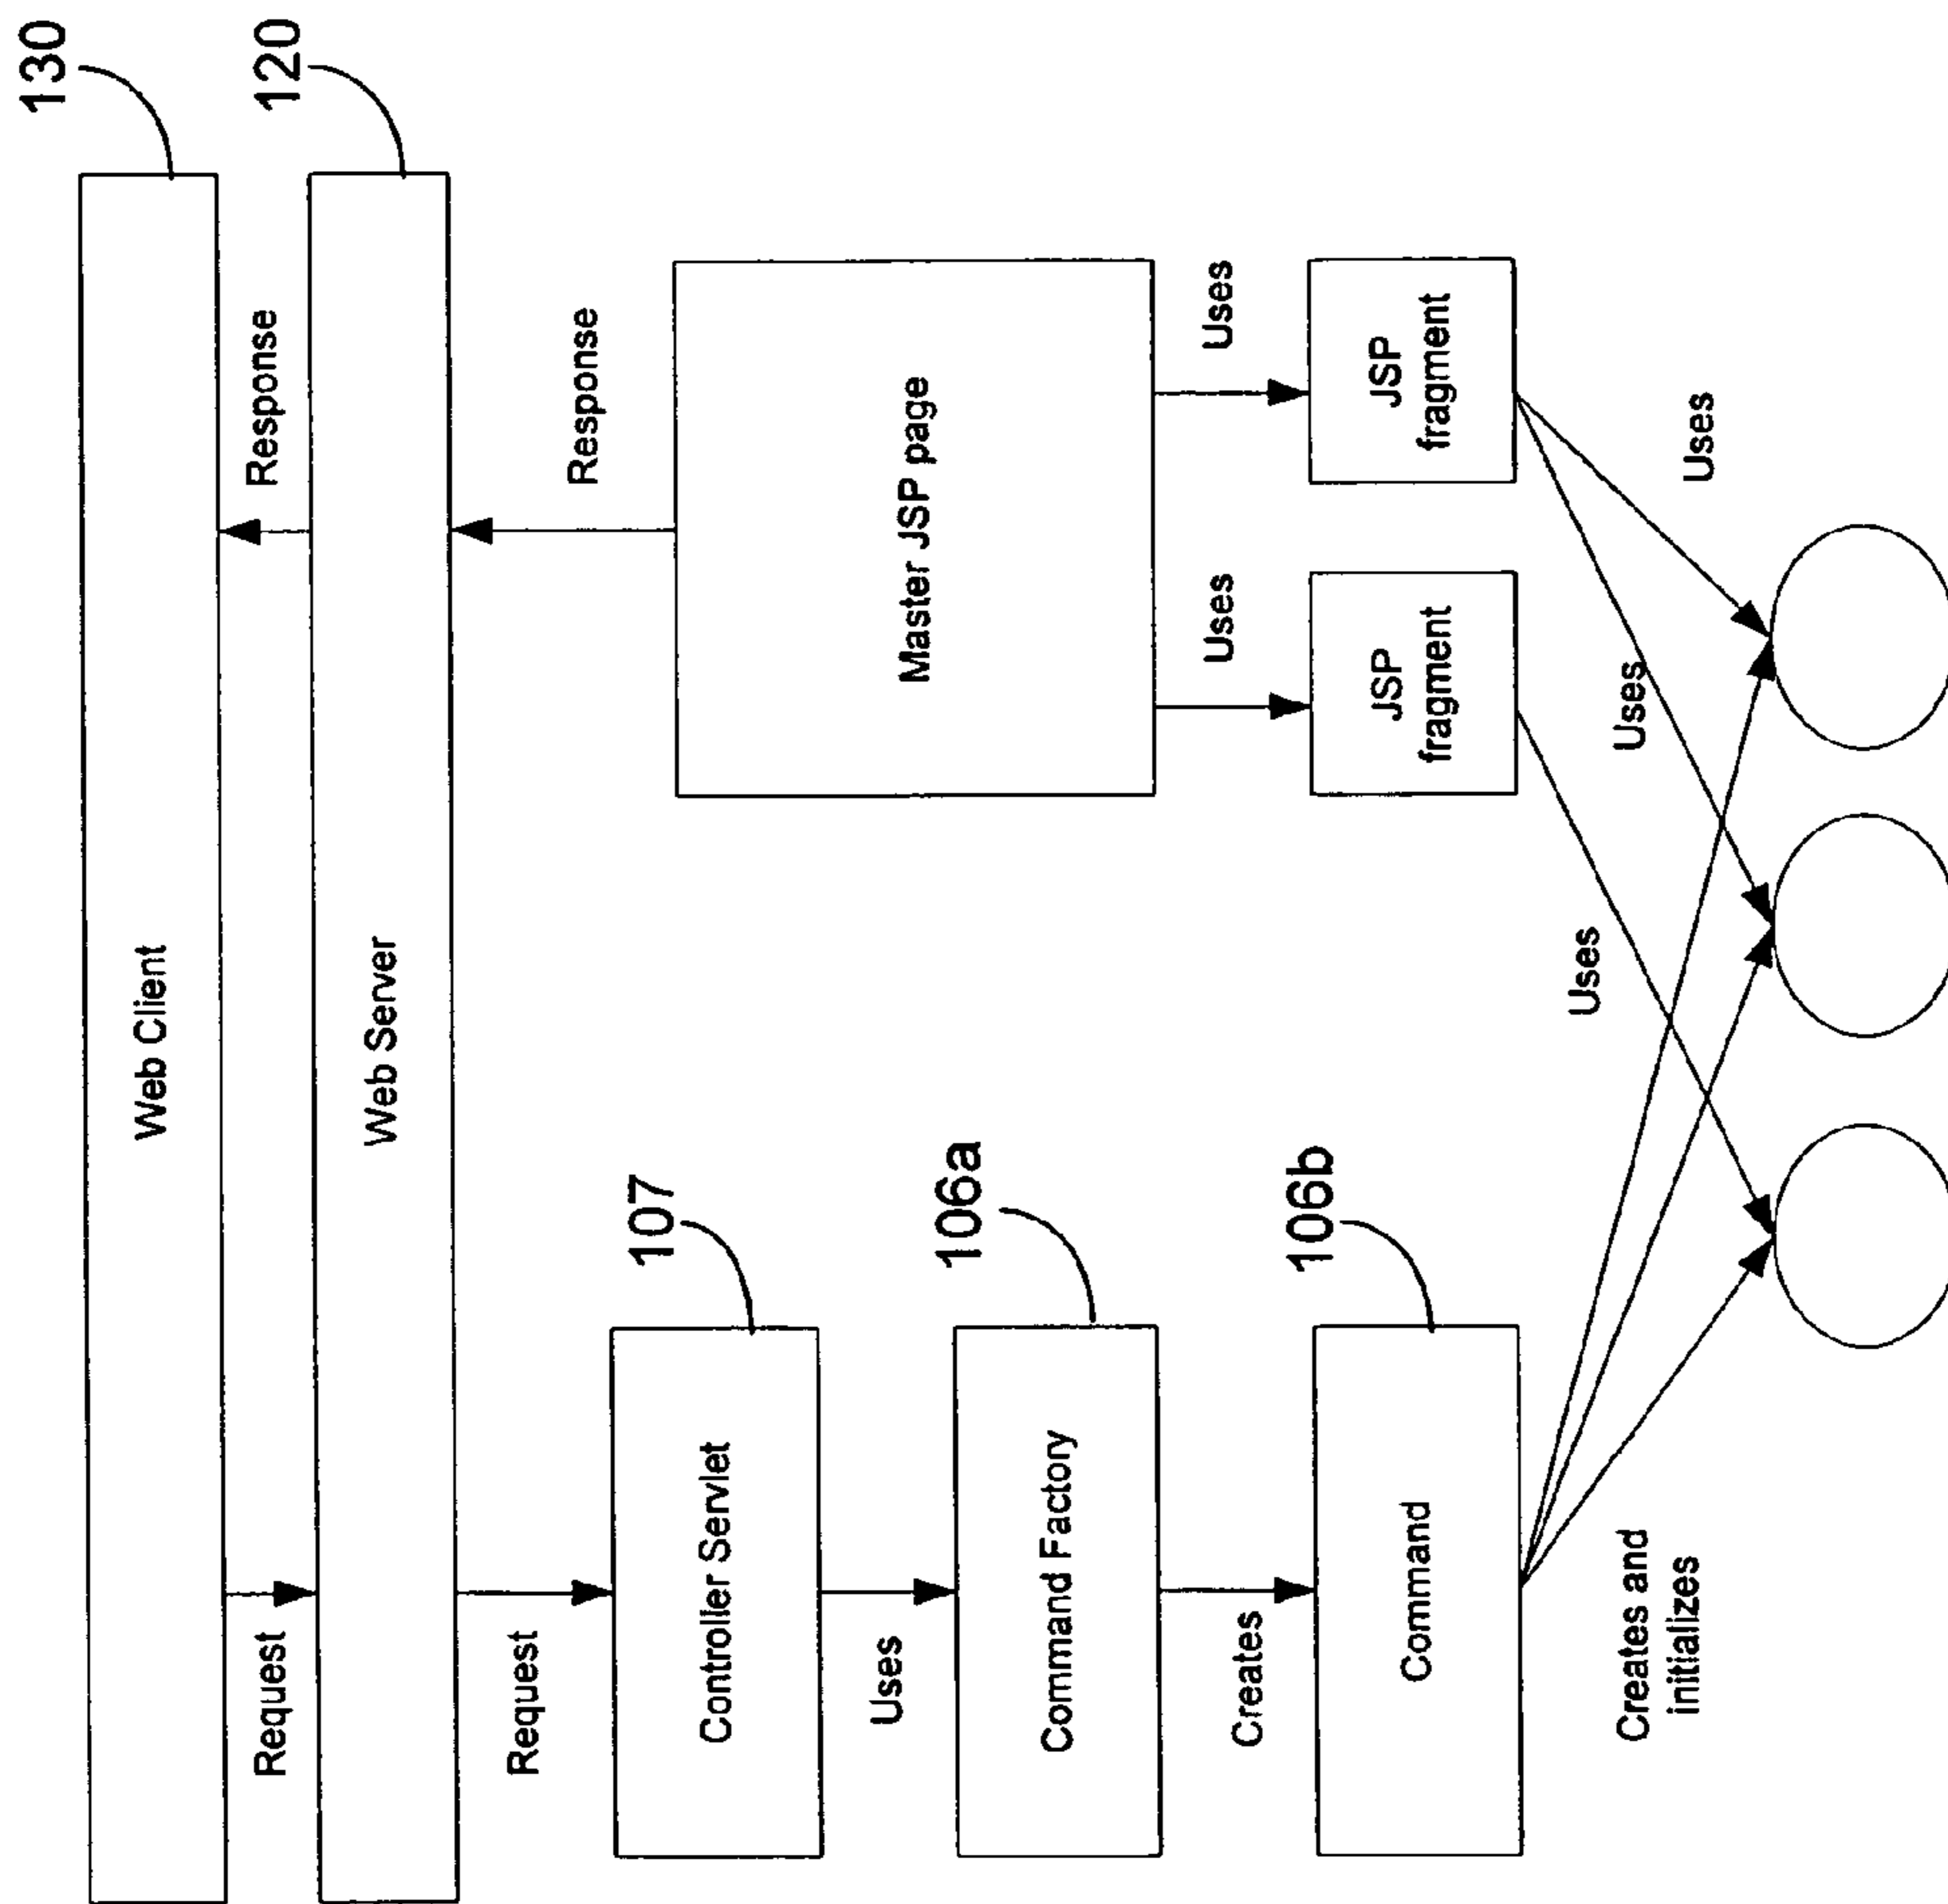 130
Web Client
Request
Response
120
Web Server
Request
Response
107
Controller Servlet
Master JSP page
Uses
106a
Command Factory
Uses
Uses
Creates
106b
Command
JSP
fragment
JSP
fragment
Creates and
initializes
Uses
Uses
Uses